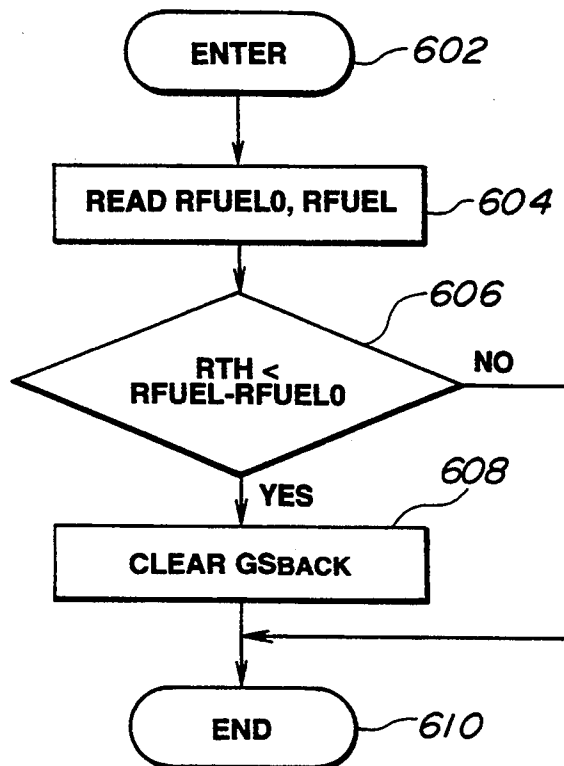 ENTER
602
READ RFUEL0, RFUEL
604
606
RTH <
RFUEL-RFUEL0
NO
YES
608
CLEAR GSBACK
END
610